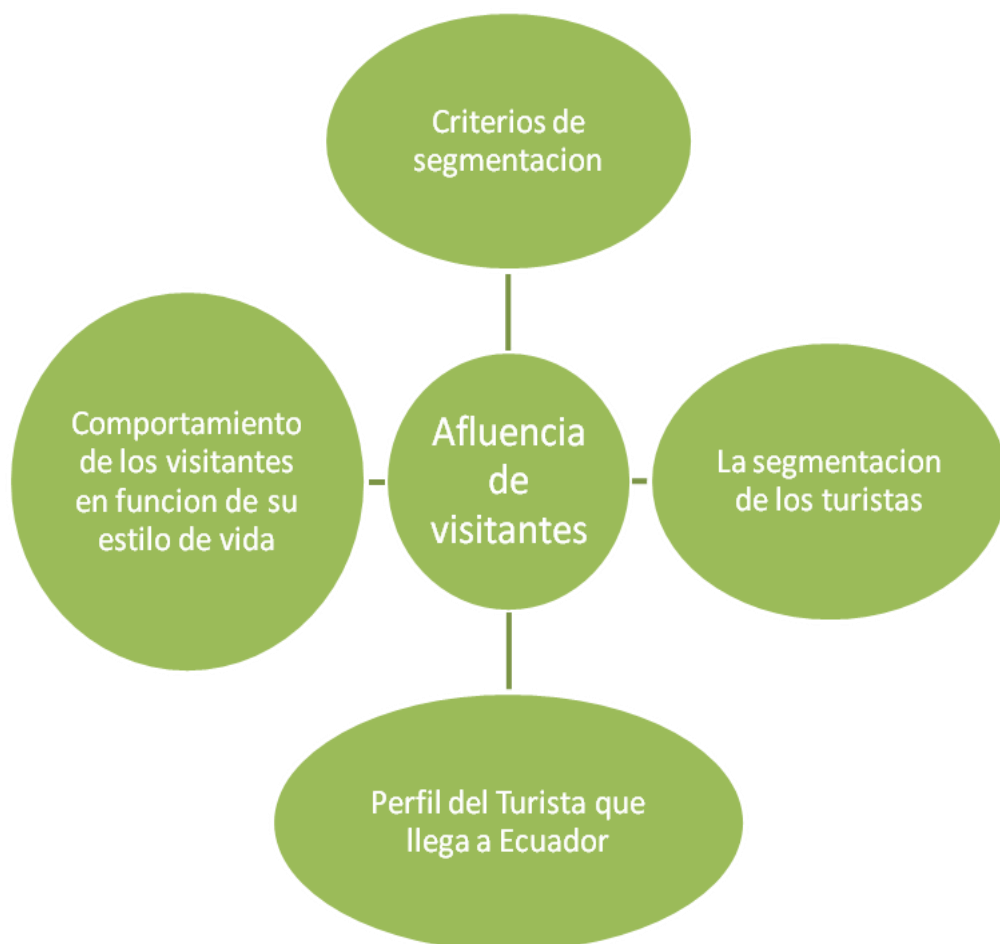 Criterios de
segmentacion
Comportamiento
de los visitantes
en funcion de su
estilo de vida
Afluencia
de
visitantes
La segmentacion
de los turistas
Perfil del Turista que
llega a Ecuador